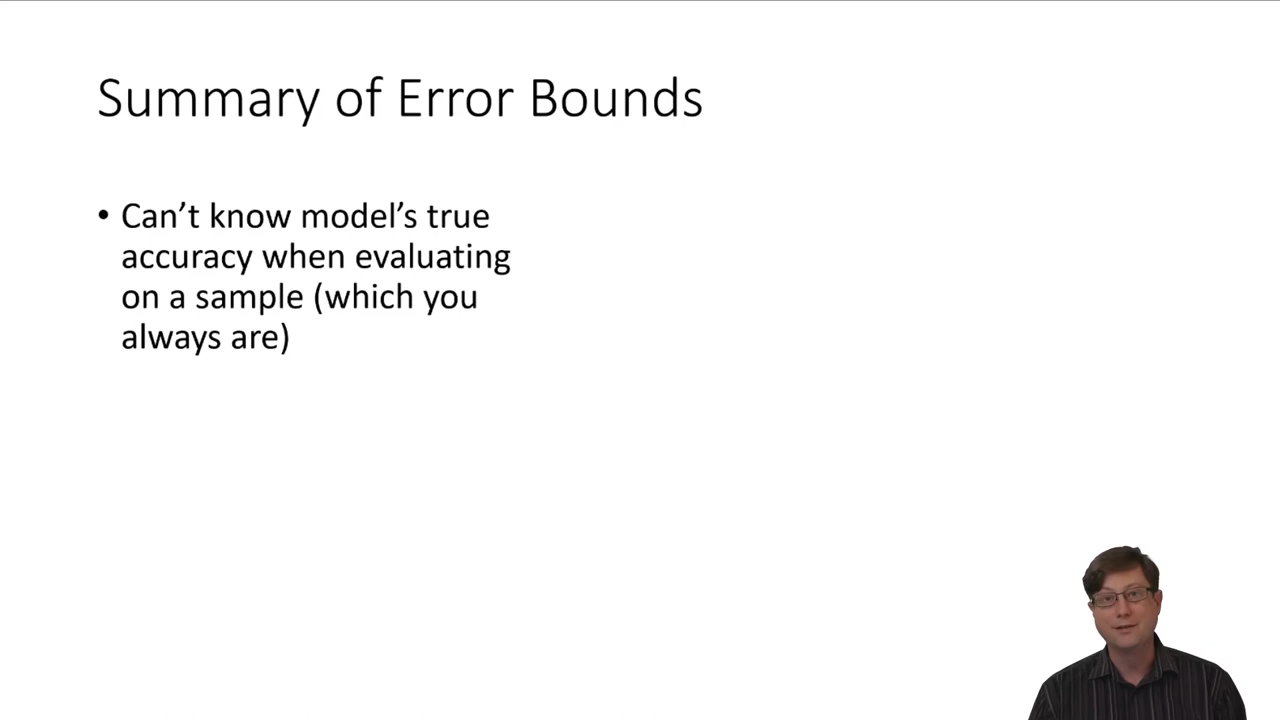 Summary of Error Bounds
• Can’t know model’s true
accuracy when evaluating
on a sample (which you
always are)